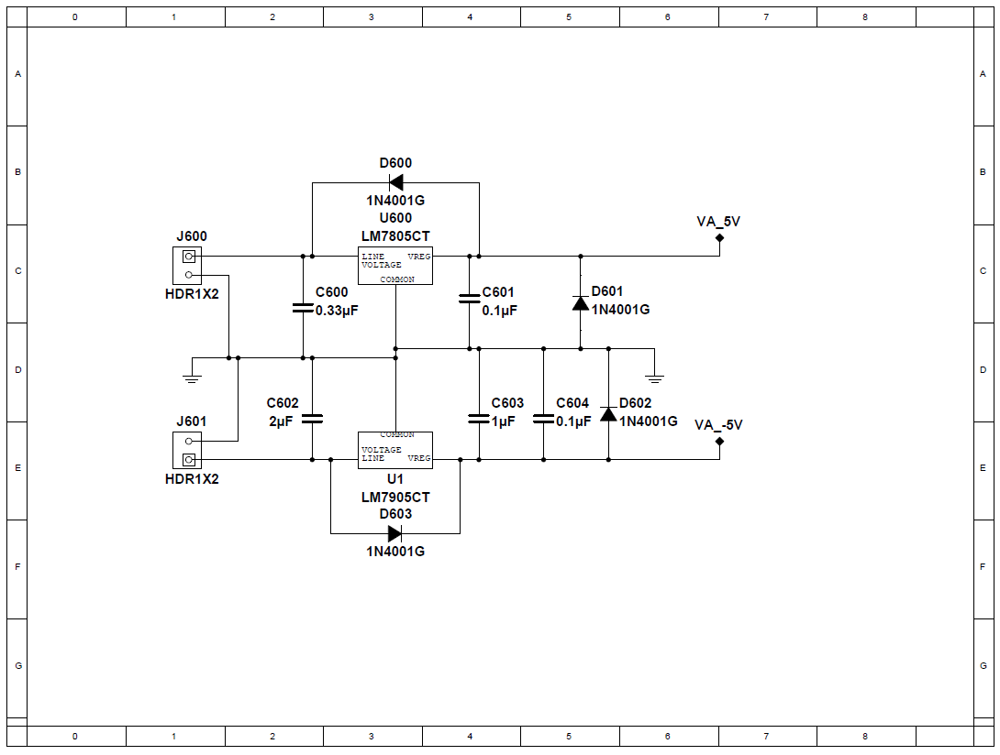 0 1 2 3 4 5 6 7 8
A A
B B
D600
1N4001G
U600
LM7805CT
VA_5V
J600
HDR1X2
LINE VREG
VOLTAGE
COMMON
C C
C600
0.33µF
C601
0.1µF
D601
1N4001G
D D
C602
2µF
C603
1µF
C604
0.1µF
D602
1N4001G
VA_-5V
J601
HDR1X2
COMMON
VOLTAGE
LINE VREG
E E
U1
LM7905CT
D603
1N4001G
F F
G G
0 1 2 3 4 5 6 7 8